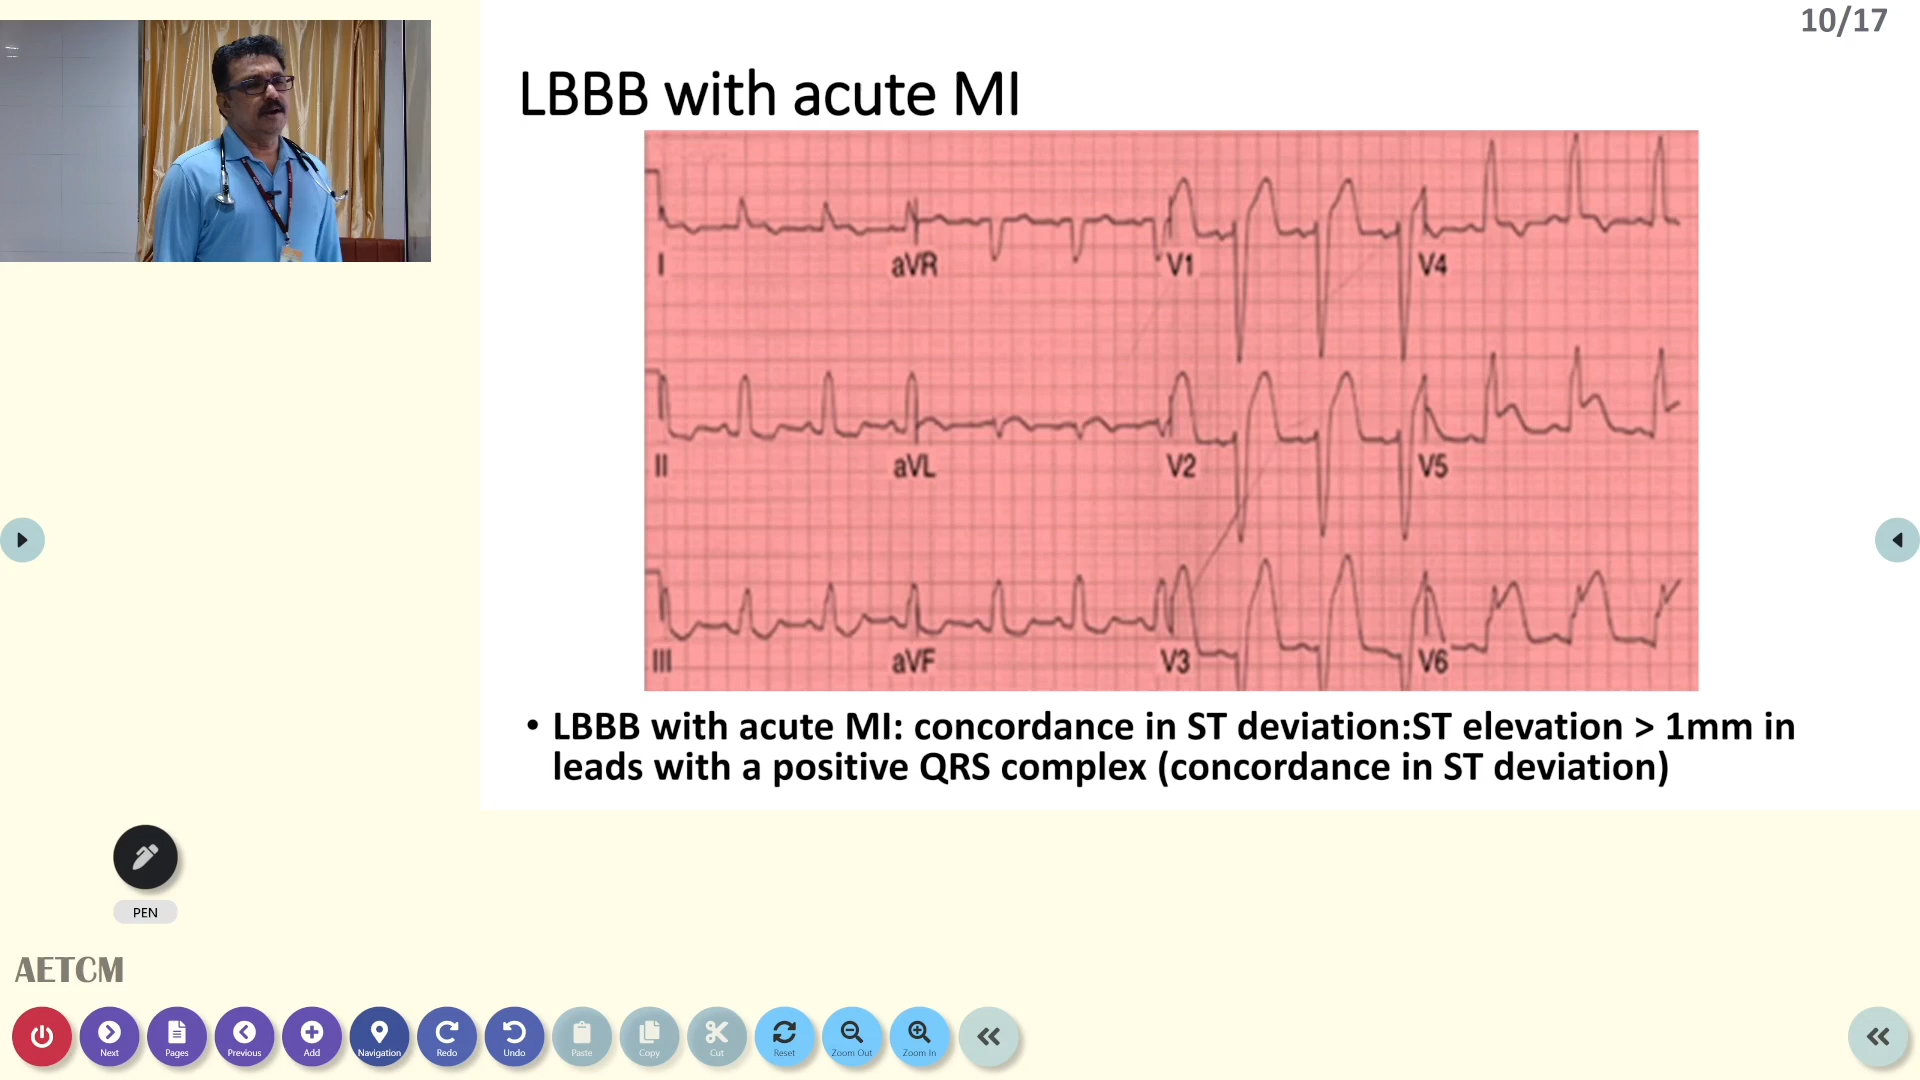 10/17
LBBB with acute MI
I aVR V1 V4
II aVL V2 V5
III aVF V3 V6
• LBBB with acute MI: concordance in ST deviation:ST elevation > 1mm in
leads with a positive QRS complex (concordance in ST deviation)
PEN
AETCM
Next Pages Previous Add Navigation Redo Undo Paste Copy Cut Reset Zoom Out Zoom In